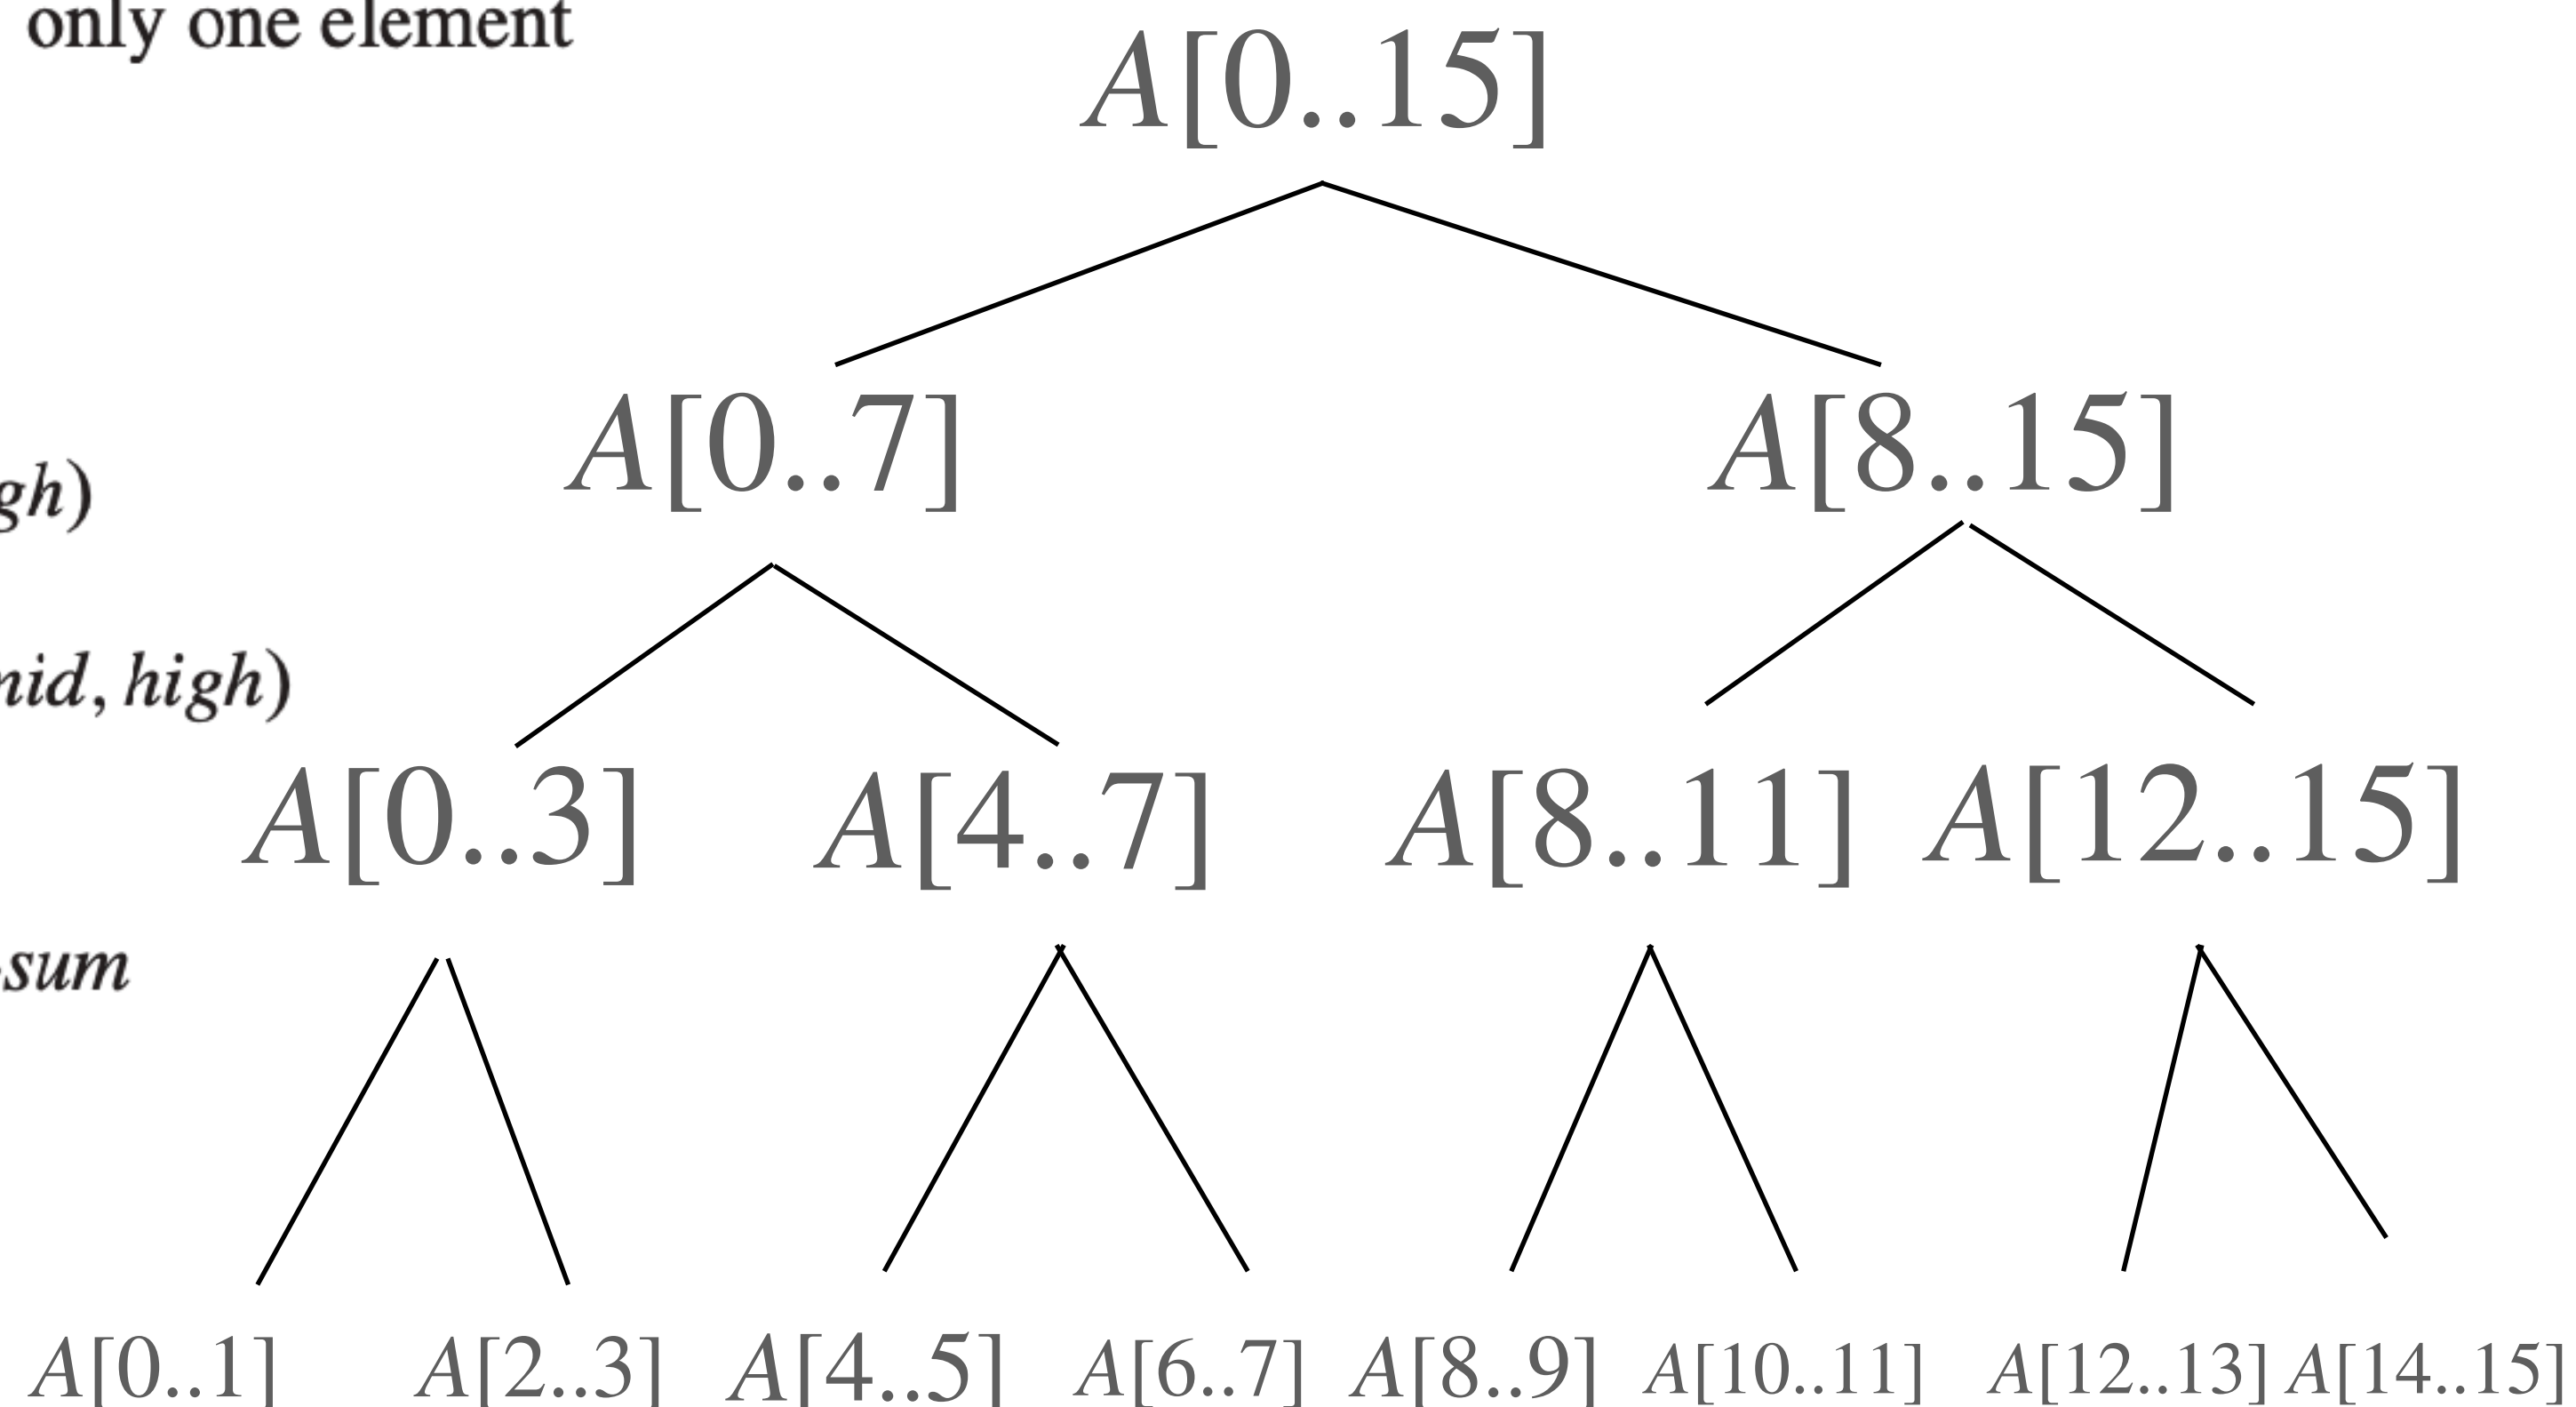 only one element
A[0..15]
A[0..7] A[8..15]
gh)
mid, high)
A[0..3] A[4..7] A[8..11] A[12..15]
-sum
A[0..1] A[2..3] A[4..5] A[6..7] A[8..9] A[10..11] A[12..13] A[14..15]